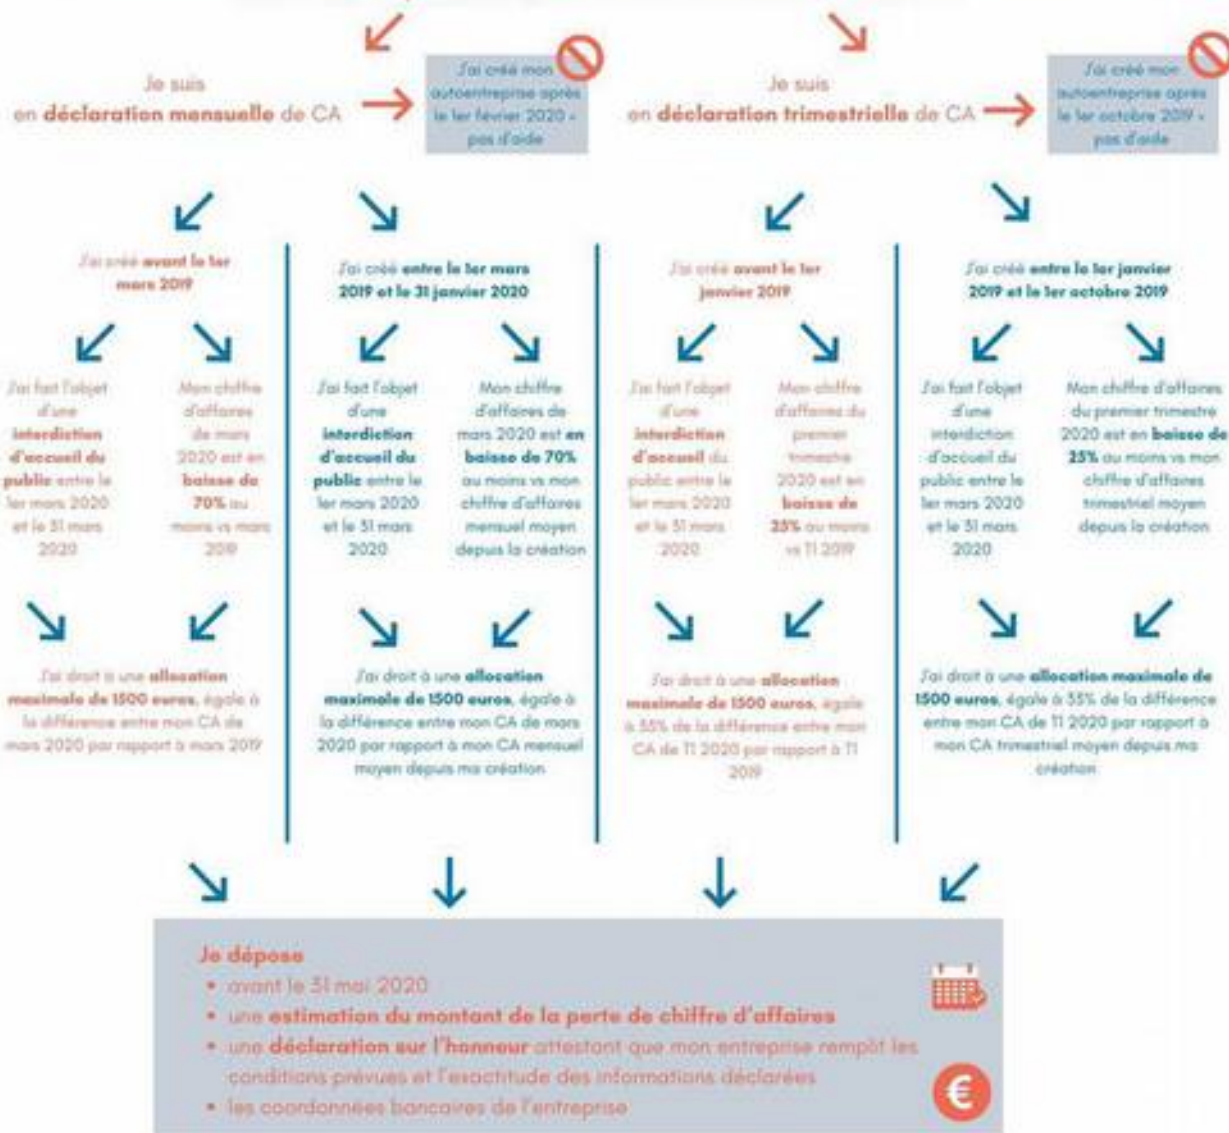 Je suis
en déclaration mensuelle de CA
J'ai créé mon
autoentreprise après
le 1er février 2020 =
pas d'aide
Je suis
en déclaration trimestrielle de CA
J'ai créé mon
autoentreprise après
le 1er octobre 2019 =
pas d'aide
J'ai créé avant le 1er
mars 2019
J'ai créé entre le 1er mars
2019 et le 31 janvier 2020
J'ai créé avant le 1er
janvier 2019
J'ai créé entre le 1er janvier
2019 et le 1er octobre 2019
J'ai fait l'objet
d'une
interdiction
d'accueil du
public entre le
1er mars 2020
et le 31 mars
2020
Mon chiffre
d'affaires
de mars
2020 est en
baisse de
70% au
moins vs mars
2019
J'ai fait l'objet
d'une
interdiction
d'accueil du
public entre le
1er mars 2020
et le 31 mars
2020
Mon chiffre
d'affaires de
mars 2020 est en
baisse de 70%
au moins vs mon
chiffre d'affaires
mensuel moyen
depuis la création
J'ai fait l'objet
d'une
interdiction
d'accueil du
public entre le
1er mars 2020
et le 31 mars
2020
Mon chiffre
d'affaires du
premier
trimestre
2020 est en
baisse de
au moins
vs T1 2019
J'ai fait l'objet
d'une
interdiction
d'accueil du
public entre le
1er mars 2020
et le 31 mars
2020
Mon chiffre d'affaires
du premier trimestre
2020 est en baisse de
au moins vs mon
chiffre d'affaires
trimestriel moyen
depuis la création
J'ai droit à une allocation
maximale de 1500 euros, égale à
la différence entre mon CA de
mars 2020 par rapport à mars 2019
J'ai droit à une allocation
maximale de 1500 euros, égale à
la différence entre mon CA de mars
2020 par rapport à mon CA mensuel
moyen depuis ma création
J'ai droit à une allocation
maximale de 1500 euros, égale
à de la différence entre mon
CA de T1 2020 par rapport à T1
2019
J'ai droit à une allocation maximale de
1500 euros, égale à de la différence
entre mon CA de T1 2020 par rapport à
mon CA trimestriel moyen depuis ma
création
Je dépose
• avant le 31 mai 2020
• une estimation du montant de la perte de chiffre d'affaires
• une déclaration sur l'honneur attestant que mon entreprise remplit les
conditions prévues et l'exactitude des informations déclarées
• les coordonnées bancaires de l'entreprise
€